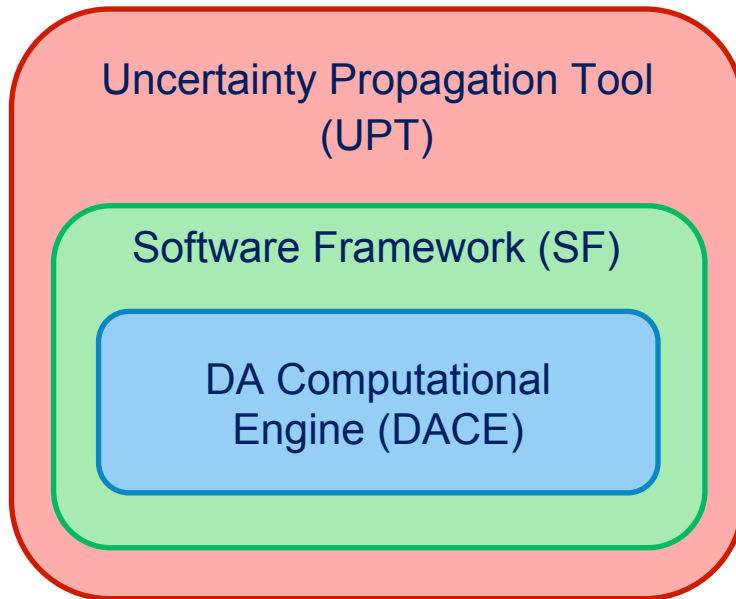 Uncertainty Propagation Tool
(UPT)
Software Framework (SF)
DA Computational
Engine (DACE)